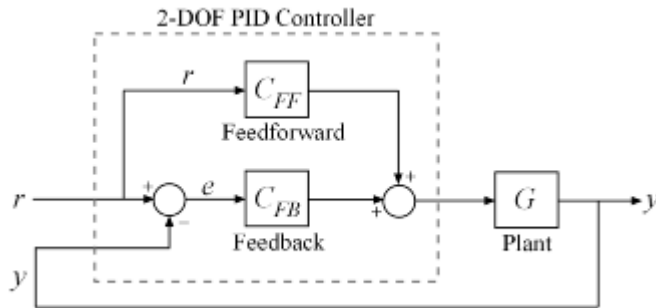 2-DOF PID Controller
r
C_FF
Feedforward
+
r
+
e
C_FB
+
G
y
−
Feedback
Plant
y